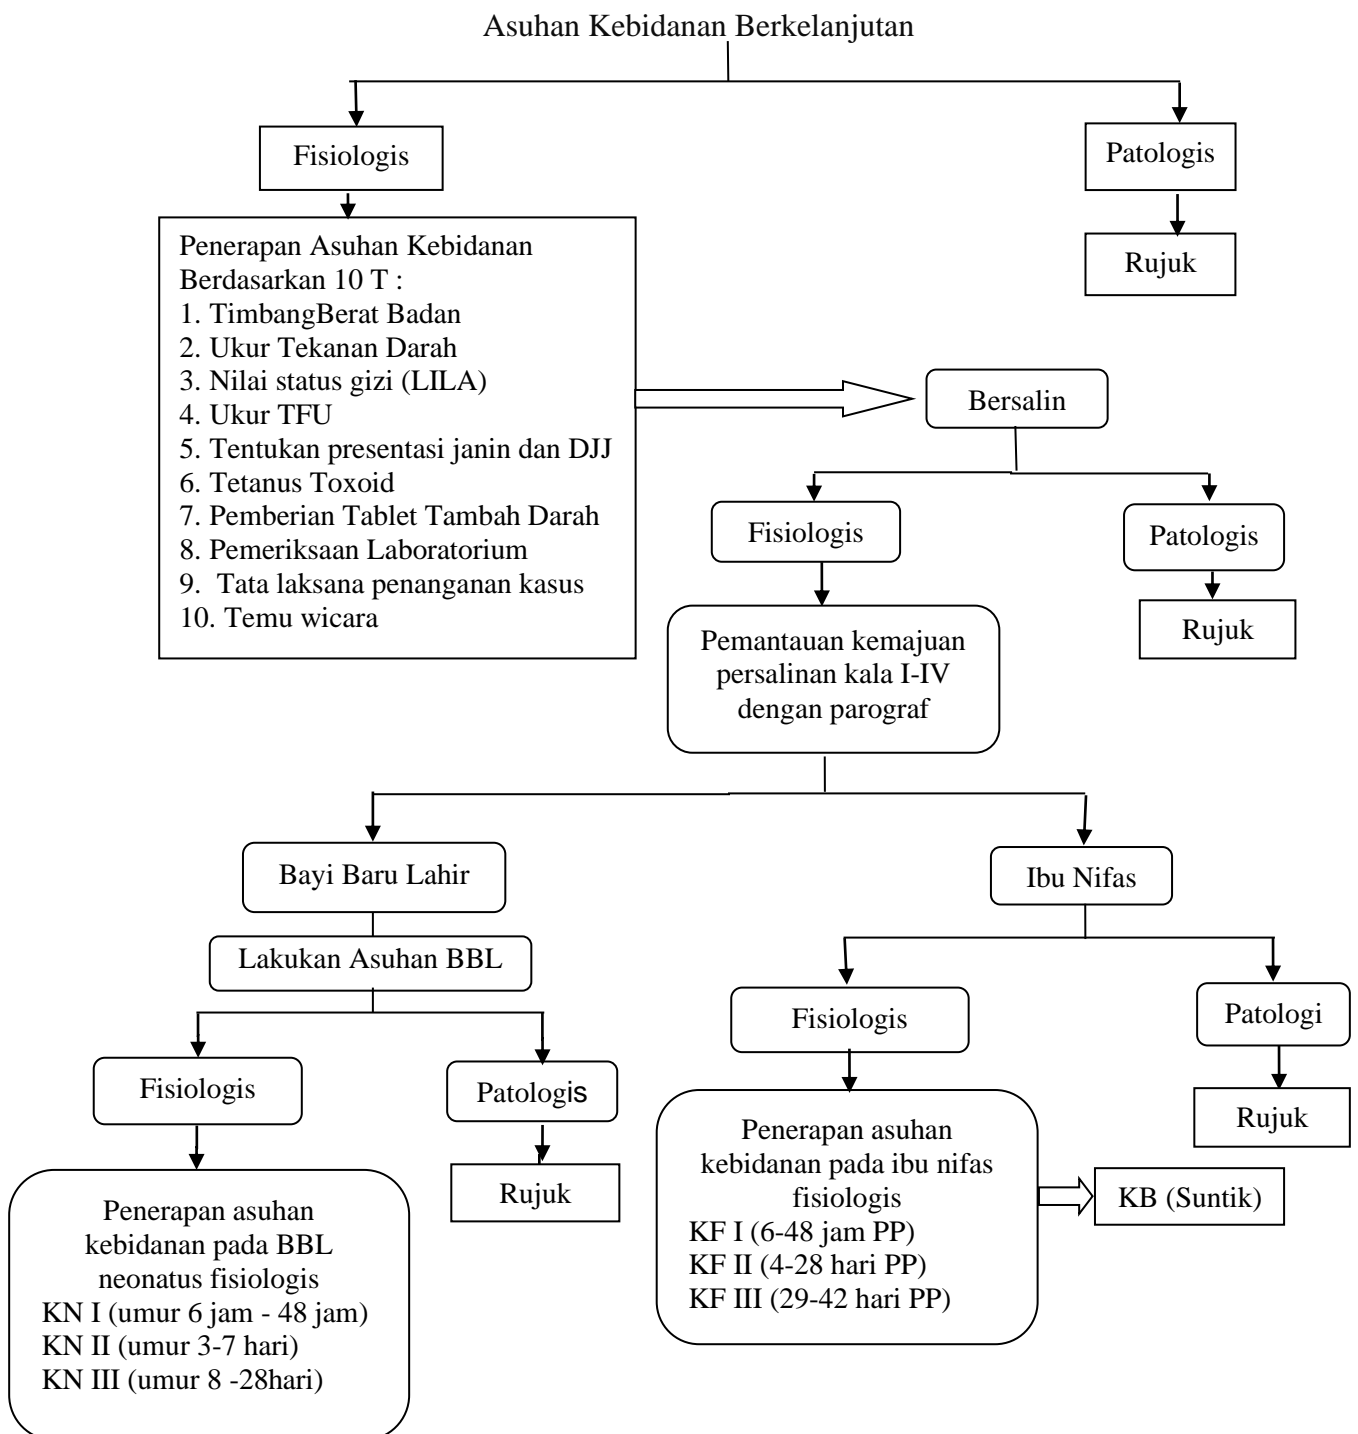 Asuhan Kebidanan Berkelanjutan
Fisiologis
Patologis
Rujuk
Penerapan Asuhan Kebidanan
Berdasarkan 10 T :
1. TimbangBerat Badan
2. Ukur Tekanan Darah
3. Nilai status gizi (LILA)
4. Ukur TFU
5. Tentukan presentasi janin dan DJJ
6. Tetanus Toxoid
7. Pemberian Tablet Tambah Darah
8. Pemeriksaan Laboratorium
9.  Tata laksana penanganan kasus
10. Temu wicara
Bersalin
Fisiologis
Patologis
Rujuk
Pemantauan kemajuan
persalinan kala I-IV
dengan parograf
Bayi Baru Lahir
Ibu Nifas
Lakukan Asuhan BBL
Fisiologis
Patologi
Rujuk
Fisiologis
Patologis
Rujuk
Penerapan asuhan
kebidanan pada ibu nifas
fisiologis
KF I (6-48 jam PP)
KF II (4-28 hari PP)
KF III (29-42 hari PP)
KB (Suntik)
Penerapan asuhan
kebidanan pada BBL
neonatus fisiologis
KN I (umur 6 jam - 48 jam)
KN II (umur 3-7 hari)
KN III (umur 8 -28hari)